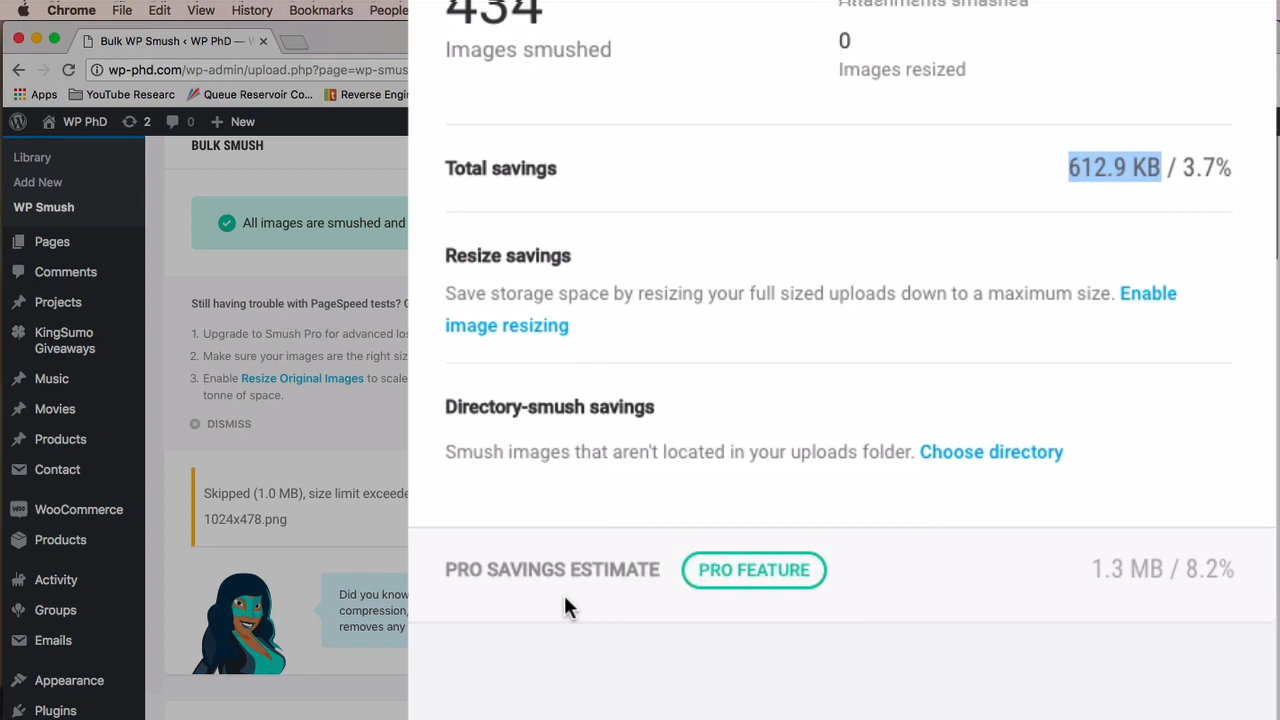 Chrome File Edit View History Bookmarks People
Bulk WP Smush ‹ WP PhD —
wp-phd.com/wp-admin/upload.php?page=wp-smus
Apps YouTube Researc Queue Reservoir Co... Reverse Engi
WP PhD 2 0 New
Library
Add New
WP Smush
Pages
Comments
Projects
KingSumo
Giveaways
Music
Movies
Products
Contact
WooCommerce
Products
Activity
Groups
Emails
Appearance
Plugins
BULK SMUSH
All images are smushed and
Still having trouble with PageSpeed tests?
1. Upgrade to Smush Pro for advanced los
2. Make sure your images are the right siz
3. Enable Resize Original Images to scale
tonne of space.
DISMISS
Skipped (1.0 MB), size limit exceede
1024x478.png
Did you know
compression,
removes any
434
Images smushed
Attachments smushed
0
Images resized
Total savings 612.9 KB / 3.7%
Resize savings
Save storage space by resizing your full sized uploads down to a maximum size. Enable
image resizing
Directory-smush savings
Smush images that aren't located in your uploads folder. Choose directory
PRO SAVINGS ESTIMATE PRO FEATURE 1.3 MB / 8.2%